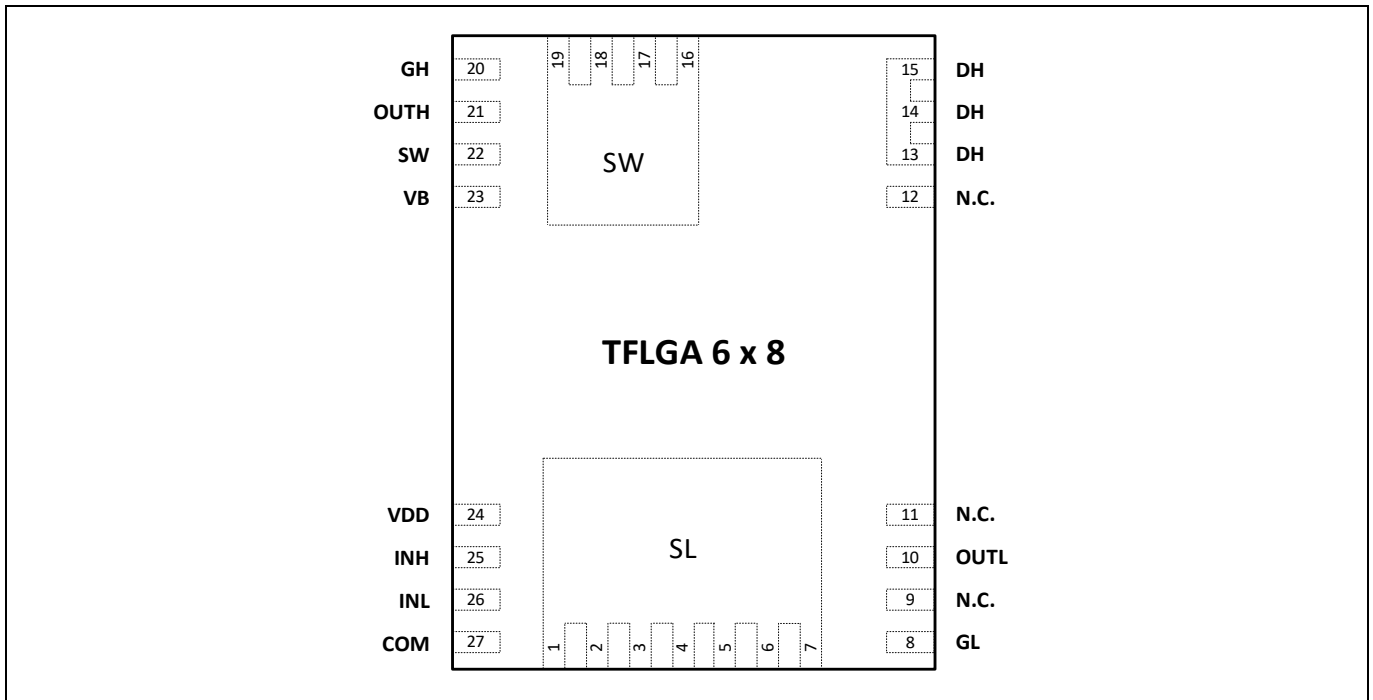 19 18 17 16
GH 20 15 DH
OUTH 21 14 DH
SW 22 13 DH
SW
VB 23 12 N.C.
TFLGA 6 x 8
VDD 24 11 N.C.
SL
INH 25 10 OUTL
INL 26 9 N.C.
COM 27 8 GL
1 2 3 4 5 6 7